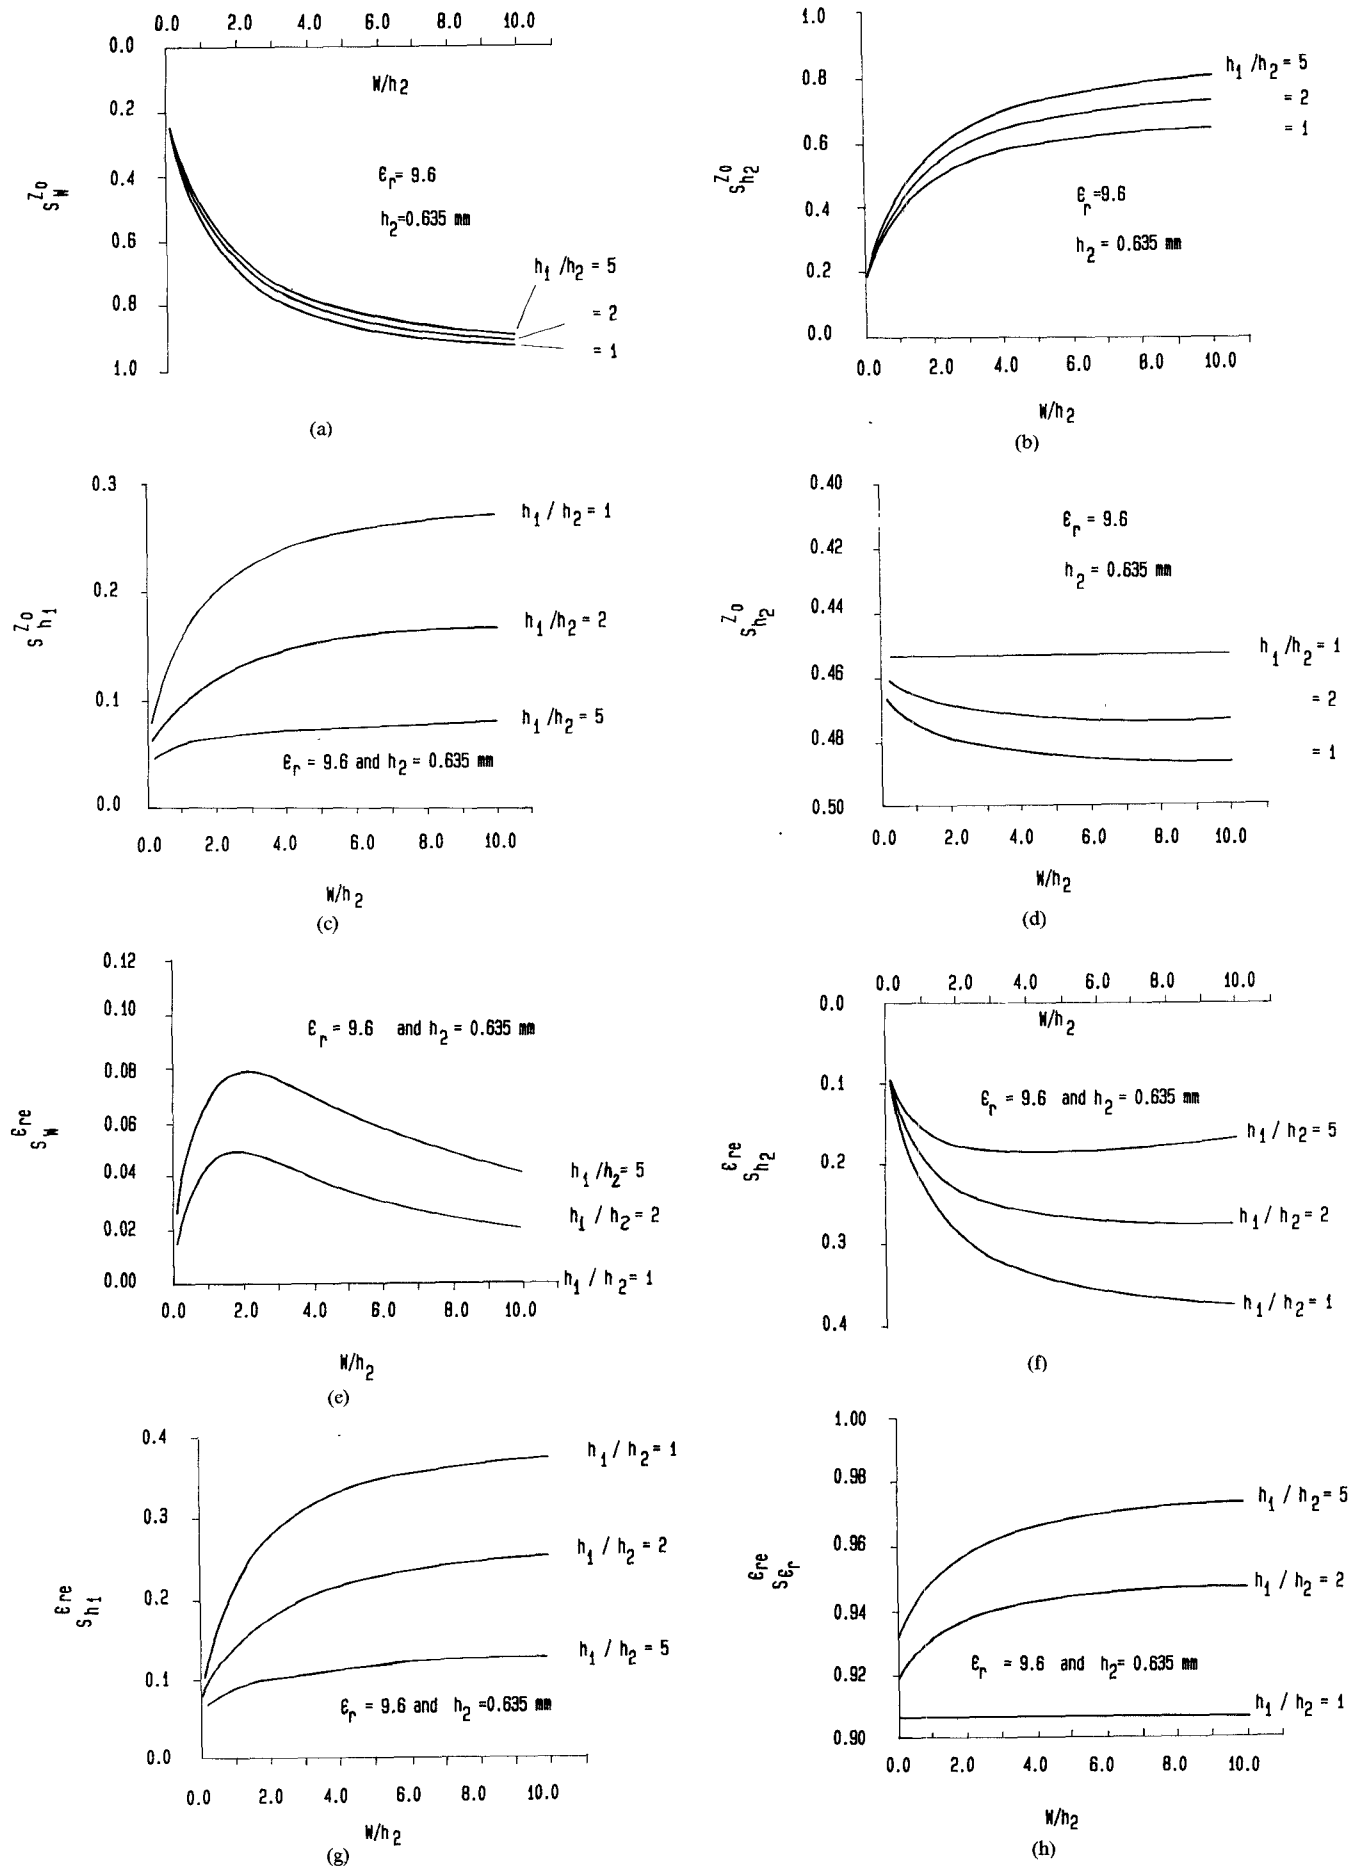 0.0 2.0 4.0 6.0 8.0 10.0
0.0
0.2
0.4
0.6
0.8
1.0
W/h2
S_W^Z0
εr= 9.6
h2=0.635 mm
h1 /h2 = 5
= 2
= 1
(a)
1.0
0.8
0.6
0.4
0.2
0.0
S_h2^Z0
h1 /h2 = 5
= 2
= 1
εr=9.6
h2 = 0.635 mm
0.0 2.0 4.0 6.0 8.0 10.0
W/h2
(b)
0.3
0.2
0.1
0.0
S_h1^Z0
h1 / h2 = 1
h1 /h2 = 2
h1 /h2 = 5
εr = 9.6 and h2 = 0.635 mm
0.0 2.0 4.0 6.0 8.0 10.0
W/h2
(c)
0.40
0.42
0.44
0.46
0.48
0.50
S_h2^Z0
εr = 9.6
h2 = 0.635 mm
h1 /h2 = 1
= 2
= 1
0.0 2.0 4.0 6.0 8.0 10.0
W/h2
(d)
0.12
0.10
0.08
0.06
0.04
0.02
0.00
S_W^εre
εr = 9.6 and h2 = 0.635 mm
h1 /h2 = 5
h1 / h2 = 2
h1 / h2 = 1
0.0 2.0 4.0 6.0 8.0 10.0
W/h2
(e)
0.0 2.0 4.0 6.0 8.0 10.0
0.0
0.1
0.2
0.3
0.4
W/h2
S_h2^εre
εr = 9.6 and h2 = 0.635 mm
h1 / h2 = 5
h1 / h2 = 2
h1 / h2 = 1
(f)
0.4
0.3
0.2
0.1
0.0
S_h1^εre
h1 / h2 = 1
h1 / h2 = 2
h1 / h2 = 5
εr = 9.6 and h2 =0.635 mm
0.0 2.0 4.0 6.0 8.0 10.0
W/h2
(g)
1.00
0.98
0.96
0.94
0.92
0.90
S_εr^εre
h1 / h2 = 5
h1 / h2 = 2
εr = 9.6 and h2= 0.635 mm
h1 / h2 = 1
0.0 2.0 4.0 6.0 8.0 10.0
W/h2
(h)